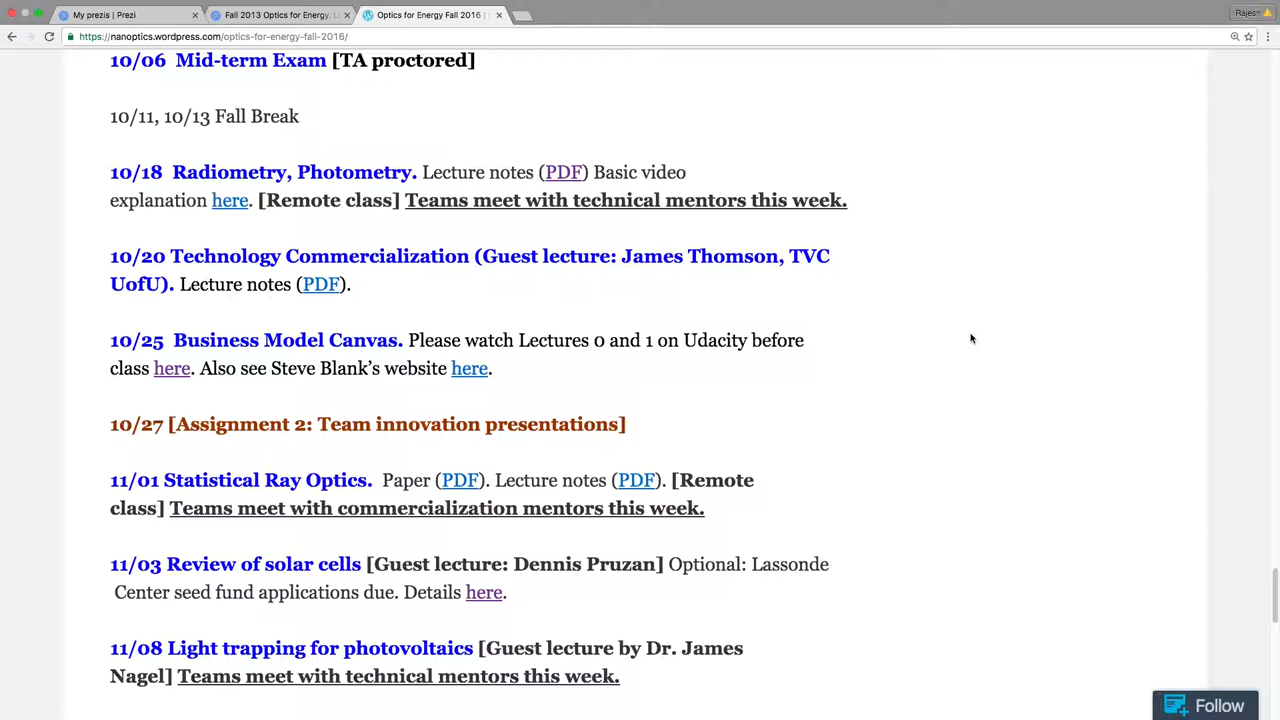 My prezis | Prezi
Fall 2013 Optics for Energy. L
Optics for Energy Fall 2016 |
Rajesh
https://nanoptics.wordpress.com/optics-for-energy-fall-2016/
10/06 Mid-term Exam [TA proctored]
10/11, 10/13 Fall Break
10/18 Radiometry, Photometry. Lecture notes (PDF) Basic video
explanation here. [Remote class] Teams meet with technical mentors this week.
10/20 Technology Commercialization (Guest lecture: James Thomson, TVC
UofU). Lecture notes (PDF).
10/25 Business Model Canvas. Please watch Lectures 0 and 1 on Udacity before
class here. Also see Steve Blank’s website here.
10/27 [Assignment 2: Team innovation presentations]
11/01 Statistical Ray Optics. Paper (PDF). Lecture notes (PDF). [Remote
class] Teams meet with commercialization mentors this week.
11/03 Review of solar cells [Guest lecture: Dennis Pruzan] Optional: Lassonde
Center seed fund applications due. Details here.
11/08 Light trapping for photovoltaics [Guest lecture by Dr. James
Nagel] Teams meet with technical mentors this week.
Follow